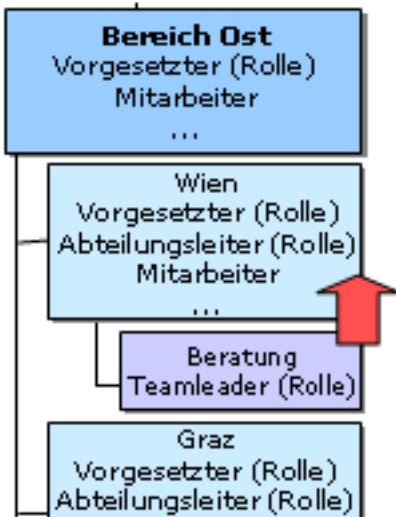 Bereich Ost
Vorgesetzter (Rolle)
Mitarbeiter
...
Wien
Vorgesetzter (Rolle)
Abteilungsleiter (Rolle)
Mitarbeiter
...
Beratung
Teamleader (Rolle)
Graz
Vorgesetzter (Rolle)
Abteilungsleiter (Rolle)